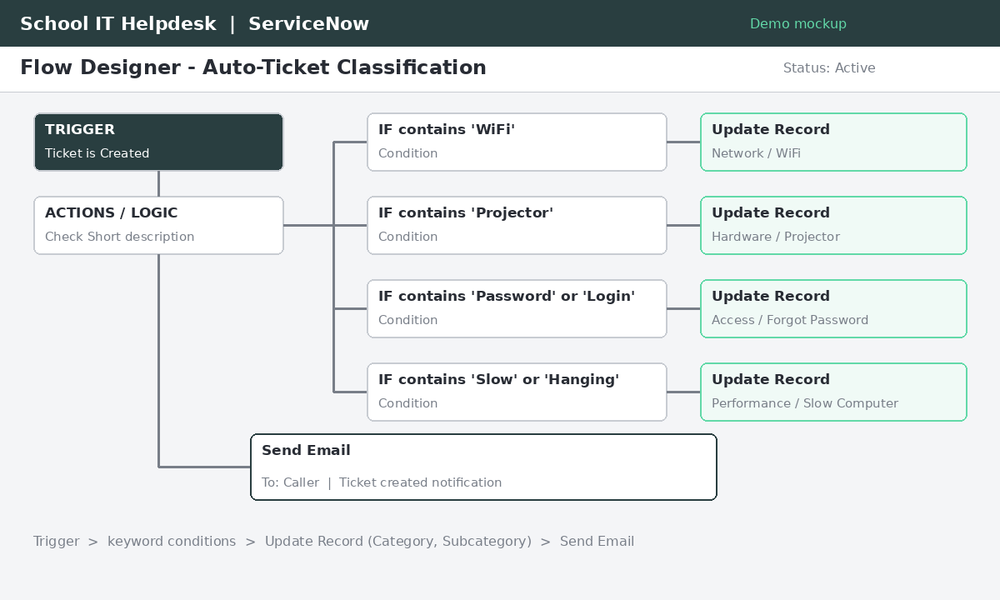 School IT Helpdesk | ServiceNow
Demo mockup
Flow Designer - Auto-Ticket Classification
Status: Active
TRIGGER
Ticket is Created
ACTIONS / LOGIC
Check Short description
IF contains 'WiFi'
Condition
Update Record
Network / WiFi
IF contains 'Projector'
Condition
Update Record
Hardware / Projector
IF contains 'Password' or 'Login'
Condition
Update Record
Access / Forgot Password
IF contains 'Slow' or 'Hanging'
Condition
Update Record
Performance / Slow Computer
Send Email
To: Caller | Ticket created notification
Trigger > keyword conditions > Update Record (Category, Subcategory) > Send Email